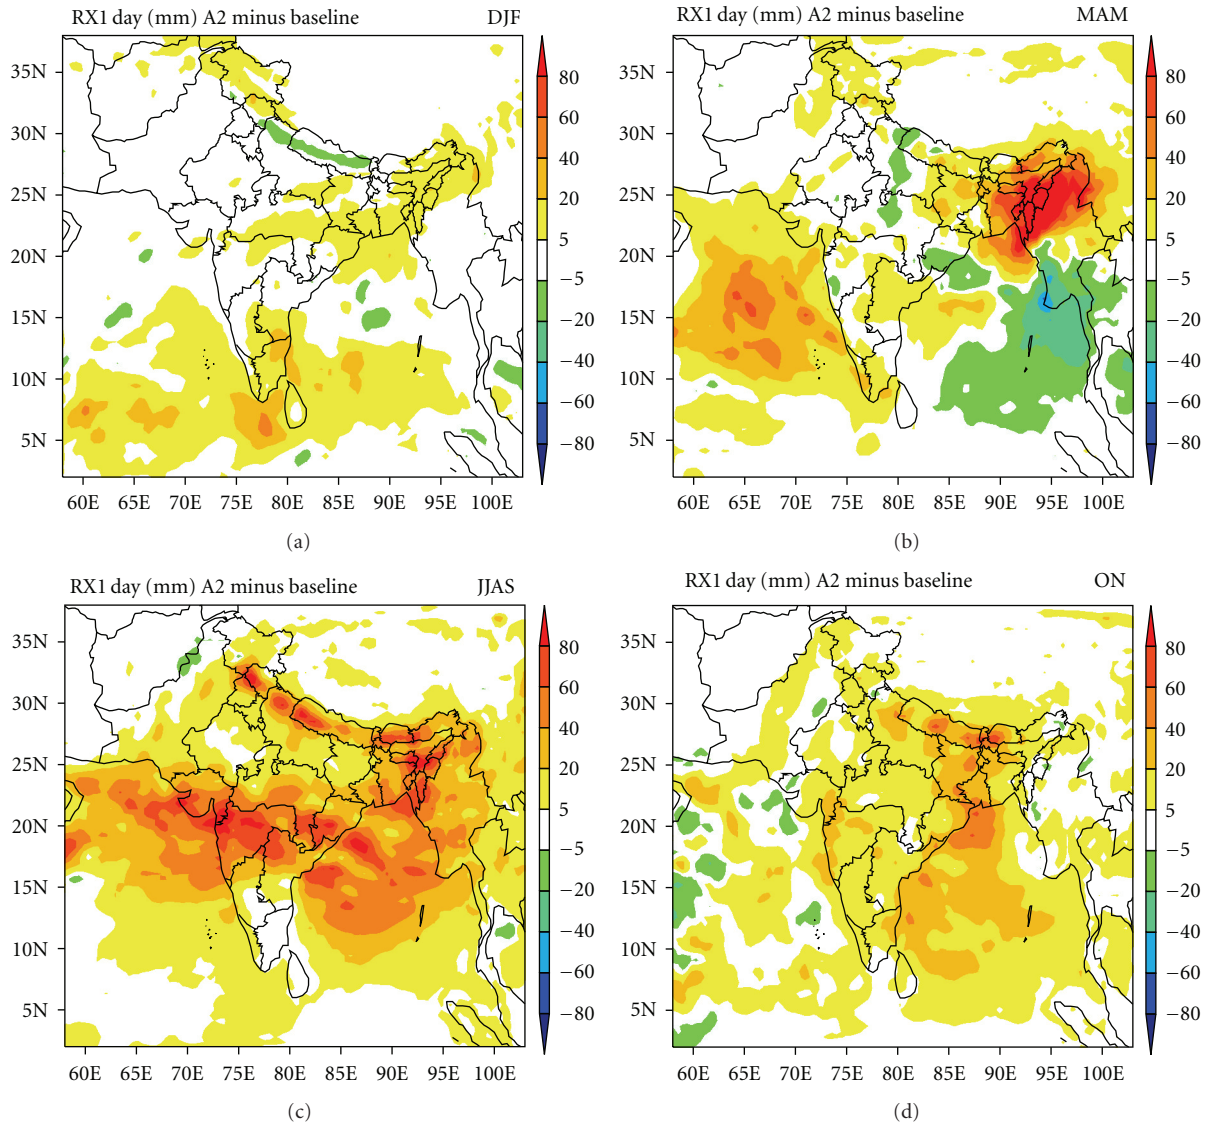 RX1 day (mm) A2 minus baseline DJF
35N
30N
25N
20N
15N
10N
5N
60E 65E 70E 75E 80E 85E 90E 95E 100E
80
60
40
20
5
−5
−20
−40
−60
−80
(a)
RX1 day (mm) A2 minus baseline MAM
35N
30N
25N
20N
15N
10N
5N
60E 65E 70E 75E 80E 85E 90E 95E 100E
80
60
40
20
5
−5
−20
−40
−60
−80
(b)
RX1 day (mm) A2 minus baseline JJAS
35N
30N
25N
20N
15N
10N
5N
60E 65E 70E 75E 80E 85E 90E 95E 100E
80
60
40
20
5
−5
−20
−40
−60
−80
(c)
RX1 day (mm) A2 minus baseline ON
35N
30N
25N
20N
15N
10N
5N
60E 65E 70E 75E 80E 85E 90E 95E 100E
80
60
40
20
5
−5
−20
−40
−60
−80
(d)